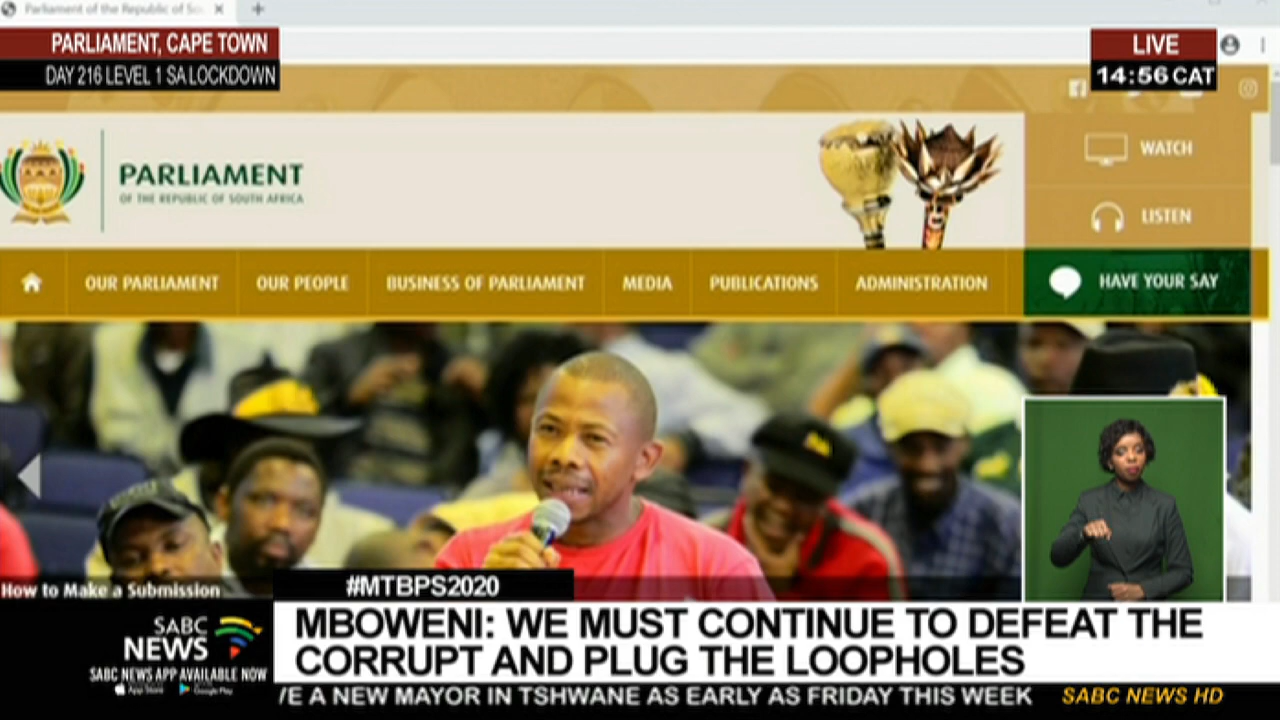 Parliament of the Republic of So
PARLIAMENT, CAPE TOWN
DAY 216 LEVEL 1 SA LOCKDOWN
LIVE
14:56 CAT
PARLIAMENT
OF THE REPUBLIC OF SOUTH AFRICA
WATCH
LISTEN
OUR PARLIAMENT
OUR PEOPLE
BUSINESS OF PARLIAMENT
MEDIA
PUBLICATIONS
ADMINISTRATION
HAVE YOUR SAY
How to Make a Submission
#MTBPS2020
MBOWENI: WE MUST CONTINUE TO DEFEAT THE
CORRUPT AND PLUG THE LOOPHOLES
SABC
NEWS
SABC NEWS APP AVAILABLE NOW
App Store
Google Play
/E A NEW MAYOR IN TSHWANE AS EARLY AS FRIDAY THIS WEEK
SABC NEWS HD